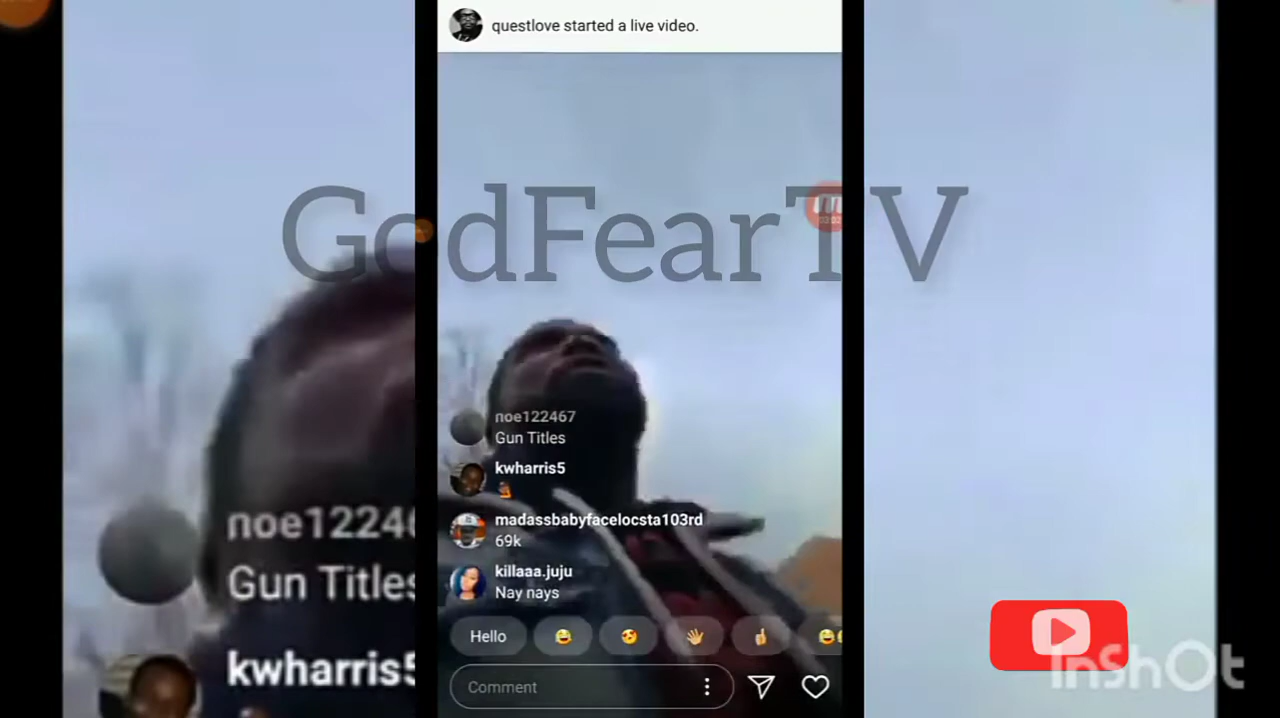 questlove started a live video.
GodFearTV
noe122467
Gun Titles
kwharris5
madassbabyfacelocsta103rd
69k
killaaa.juju
Nay nays
Hello
Comment
noe12246
Gun Titles
kwharris5
InShOt